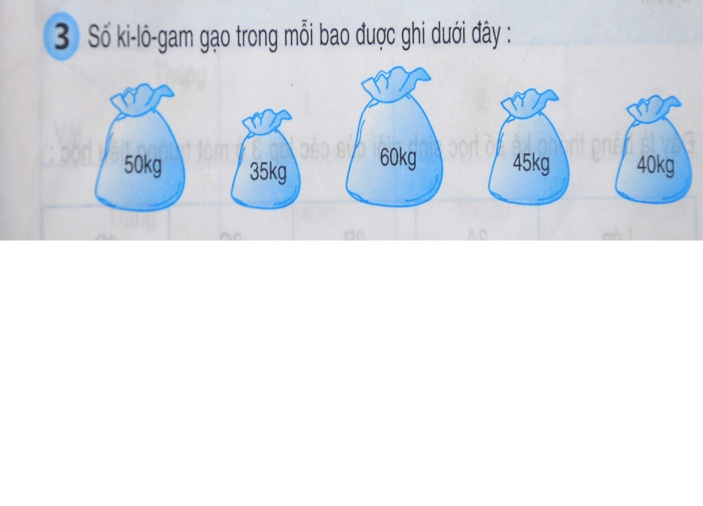 3 Số ki-lô-gam gạo trong mỗi bao được ghi dưới đây :
50kg 35kg 60kg 45kg 40kg